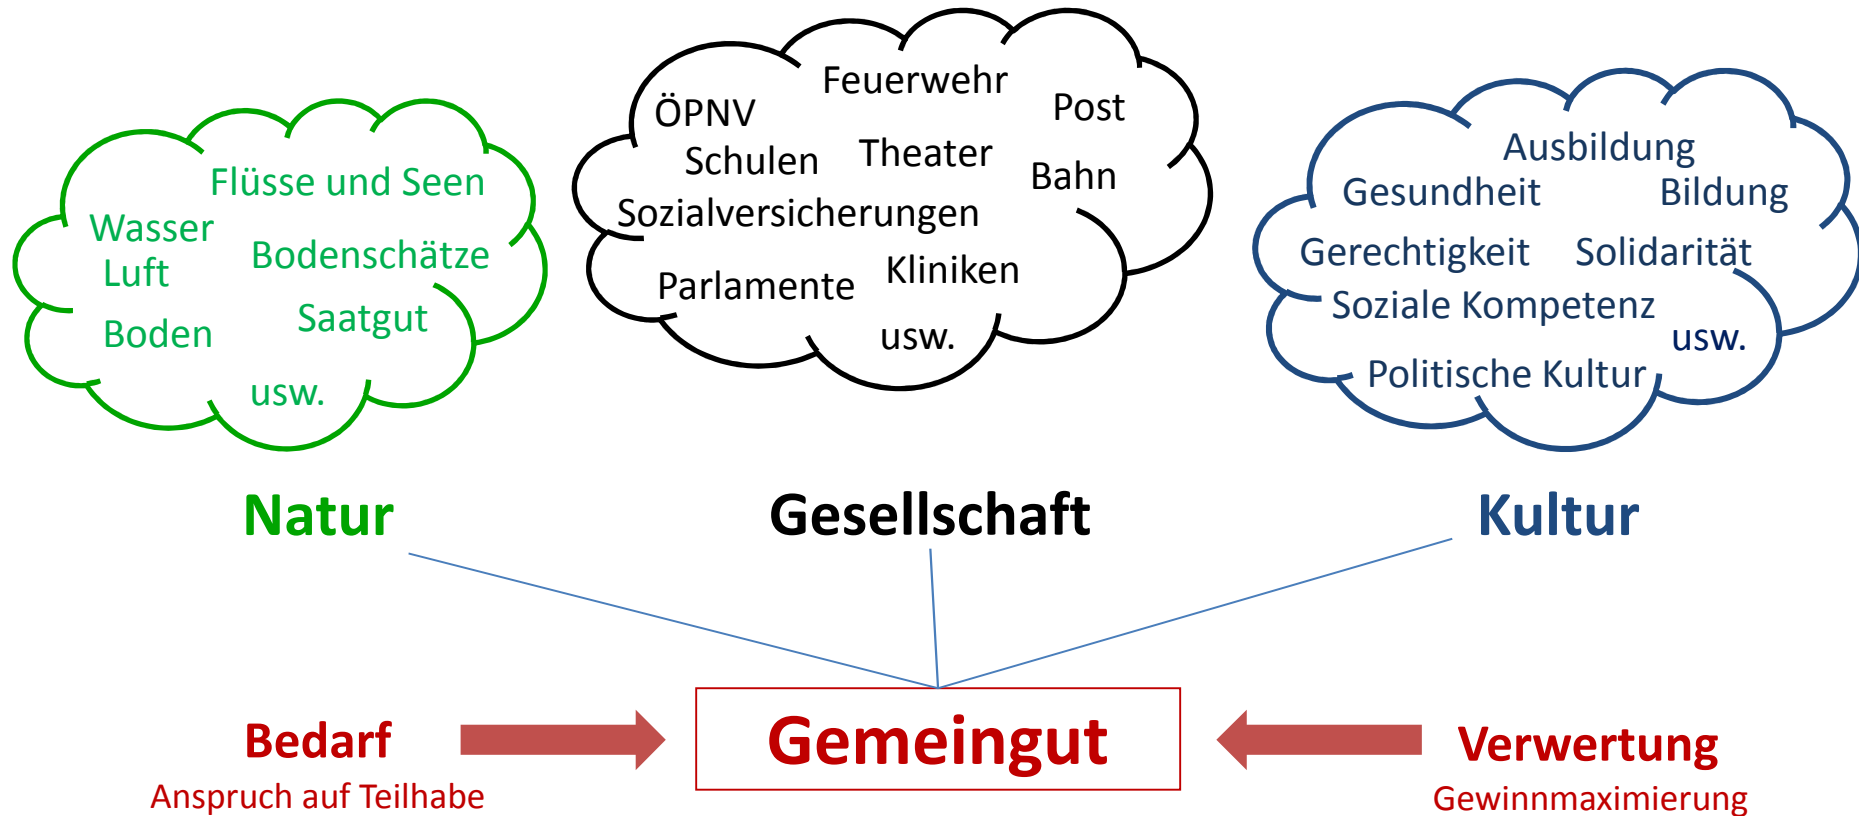 Flüsse und Seen
Wasser
Luft
Bodenschätze
Boden
Saatgut
usw.
Natur
Feuerwehr
ÖPNV
Post
Schulen
Theater
Bahn
Sozialversicherungen
Kliniken
Parlamente
usw.
Gesellschaft
Ausbildung
Gesundheit
Bildung
Gerechtigkeit
Solidarität
Soziale Kompetenz
usw.
Politische Kultur
Kultur
Bedarf
Anspruch auf Teilhabe
Gemeingut
Verwertung
Gewinnmaximierung